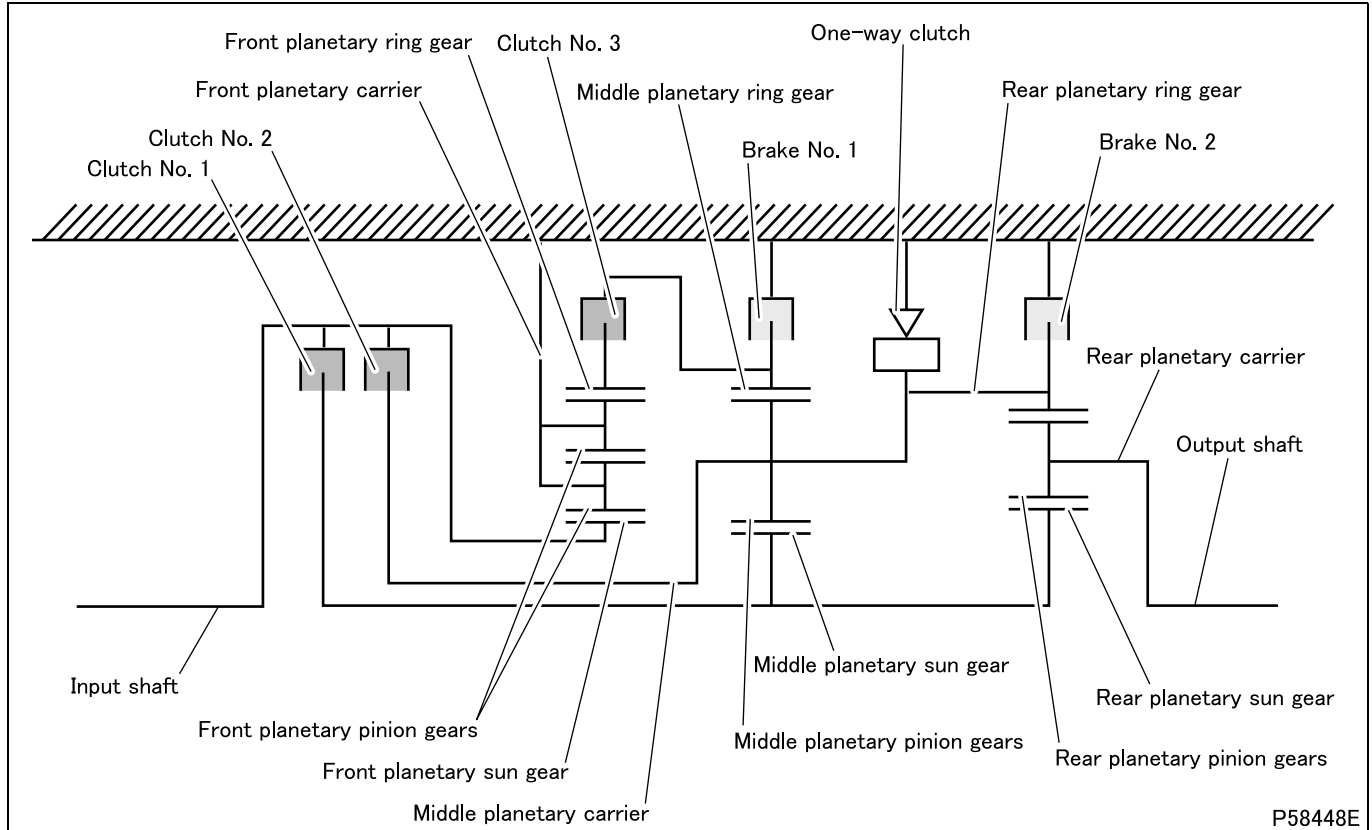 Front planetary ring gear
Clutch No. 3
One-way clutch
Front planetary carrier
Middle planetary ring gear
Rear planetary ring gear
Clutch No. 2
Brake No. 1
Brake No. 2
Clutch No. 1
Rear planetary carrier
Output shaft
Input shaft
Middle planetary sun gear
Rear planetary sun gear
Front planetary pinion gears
Middle planetary pinion gears
Rear planetary pinion gears
Front planetary sun gear
Middle planetary carrier
P58448E